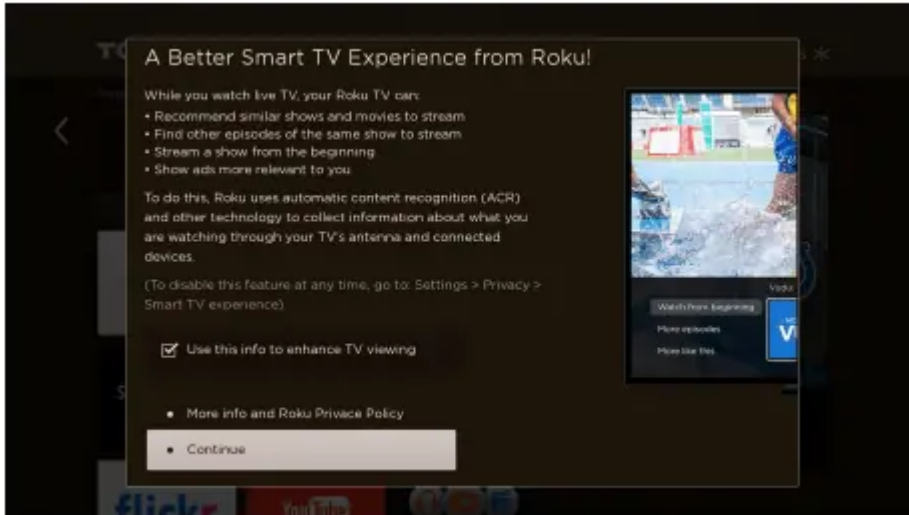 A Better Smart TV Experience from Roku!
While you watch live TV, your Roku TV can:
• Recommend similar shows and movies to stream
• Find other episodes of the same show to stream
• Stream a show from the beginning
• Show ads more relevant to you
To do this, Roku uses automatic content recognition (ACR)
and other technology to collect information about what you
are watching through your TV's antenna and connected
devices.
(To disable this feature at any time, go to: Settings > Privacy >
Smart TV experience)
Use this info to enhance TV viewing
• More info and Roku Privace Policy
• Continue
Vudu
Watch from beginning
More episodes
More like this
flickr
YouTube